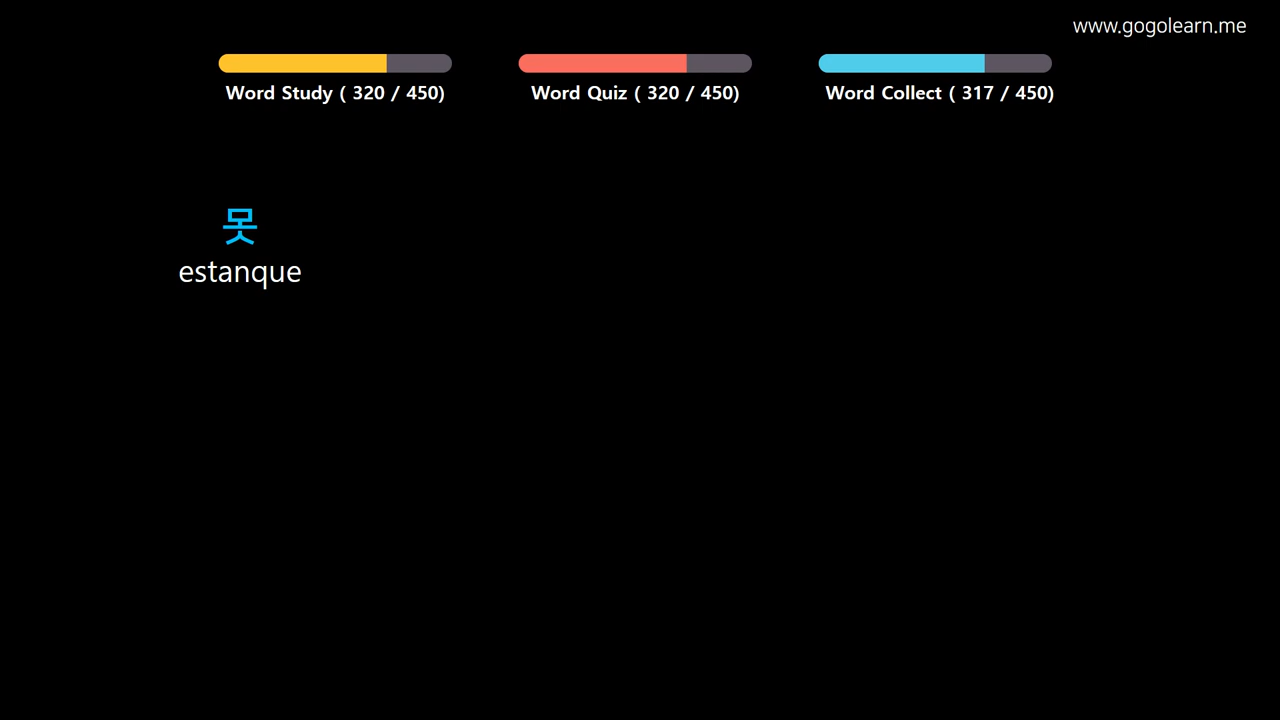 www.gogolearn.me
Word Study ( 320 / 450)
Word Quiz ( 320 / 450)
Word Collect ( 317 / 450)
못
estanque